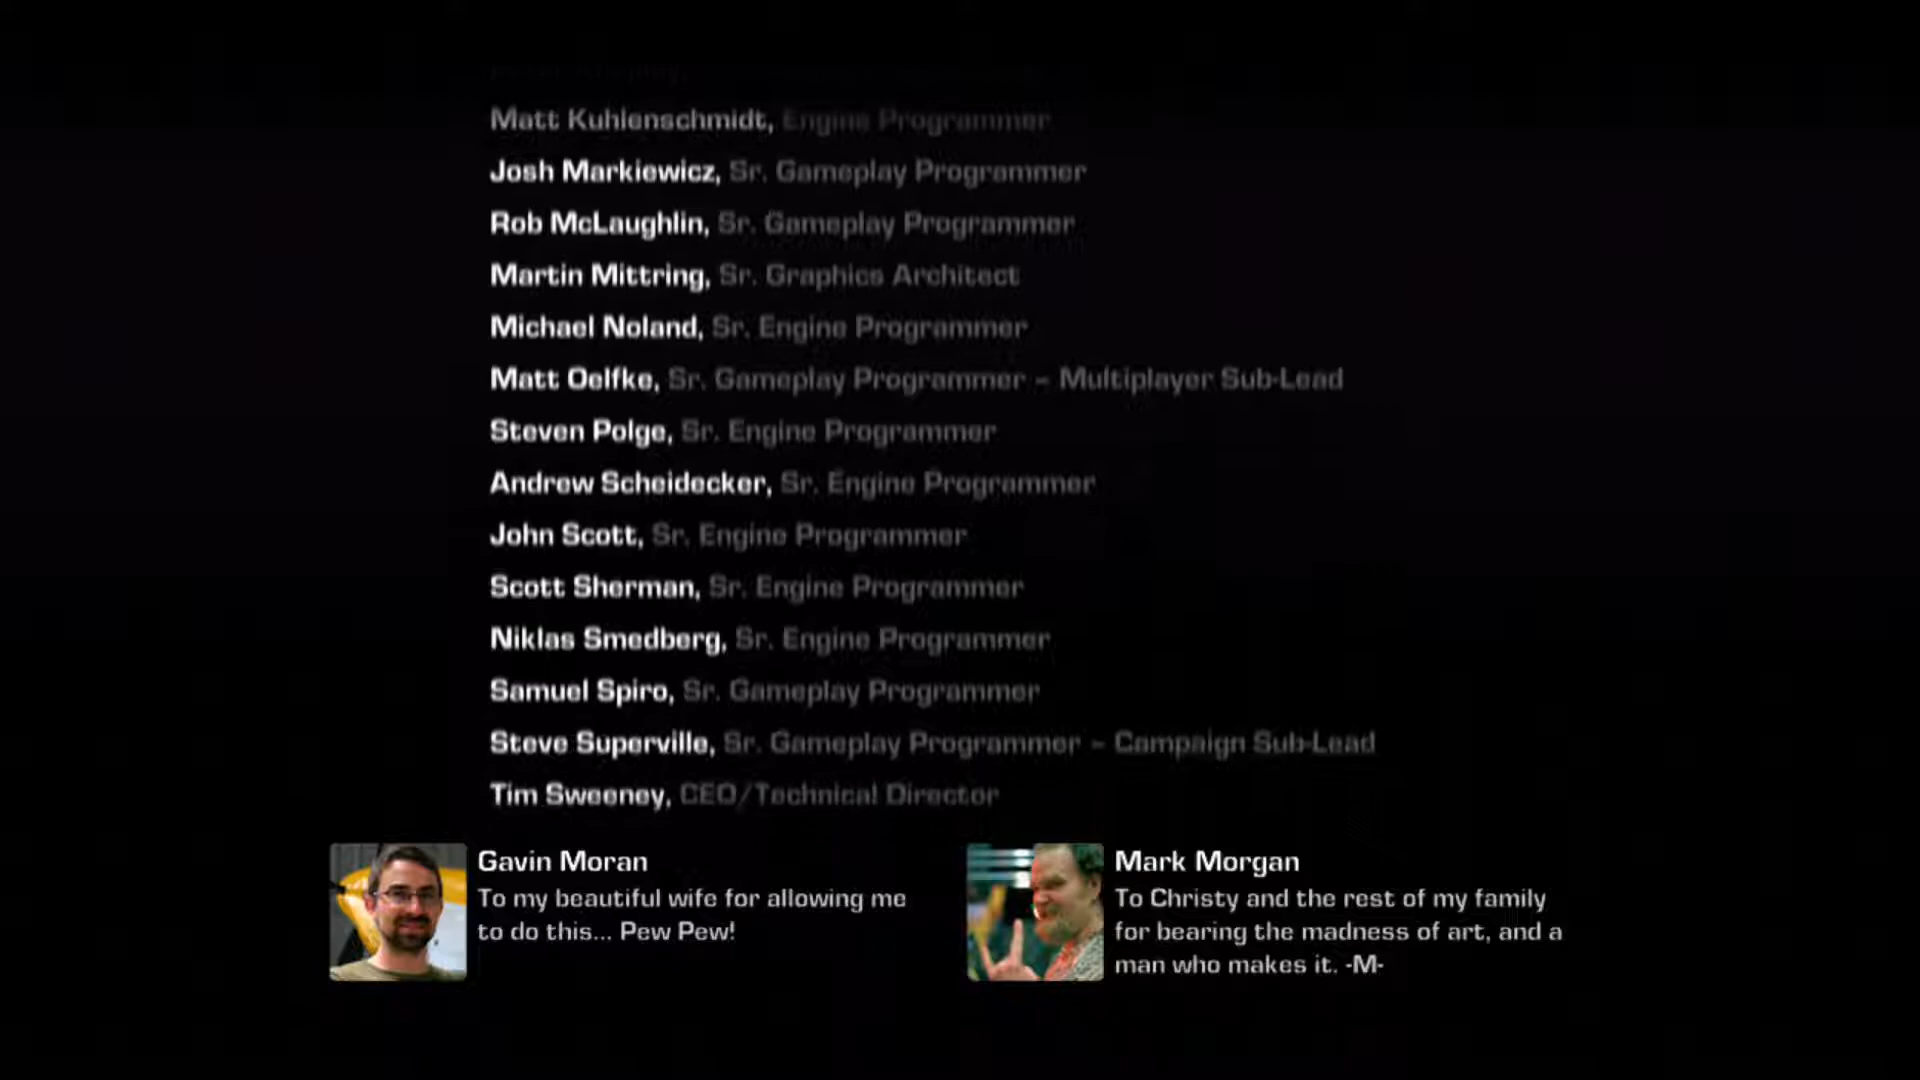 Matt Kuhlenschmidt, Engine Programmer
Josh Markiewicz, Sr. Gameplay Programmer
Rob McLaughlin, Sr. Gameplay Programmer
Martin Mittring, Sr. Graphics Architect
Michael Noland, Sr. Engine Programmer
Matt Oelfke, Sr. Gameplay Programmer – Multiplayer Sub-Lead
Steven Polge, Sr. Engine Programmer
Andrew Scheidecker, Sr. Engine Programmer
John Scott, Sr. Engine Programmer
Scott Sherman, Sr. Engine Programmer
Niklas Smedberg, Sr. Engine Programmer
Samuel Spiro, Sr. Gameplay Programmer
Steve Superville, Sr. Gameplay Programmer – Campaign Sub-Lead
Tim Sweeney, CEO/Technical Director
Gavin Moran
To my beautiful wife for allowing me
to do this... Pew Pew!
Mark Morgan
To Christy and the rest of my family
for bearing the madness of art, and a
man who makes it. -M-